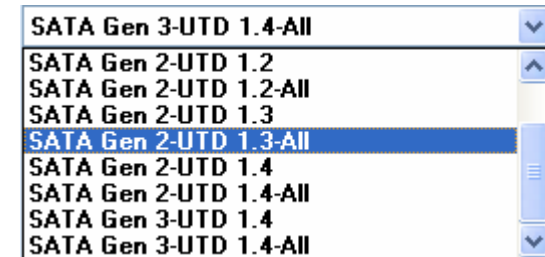 SATA Gen 3-UTD 1.4-All
SATA Gen 2-UTD 1.2
SATA Gen 2-UTD 1.2-All
SATA Gen 2-UTD 1.3
SATA Gen 2-UTD 1.3-All
SATA Gen 2-UTD 1.4
SATA Gen 2-UTD 1.4-All
SATA Gen 3-UTD 1.4
SATA Gen 3-UTD 1.4-All